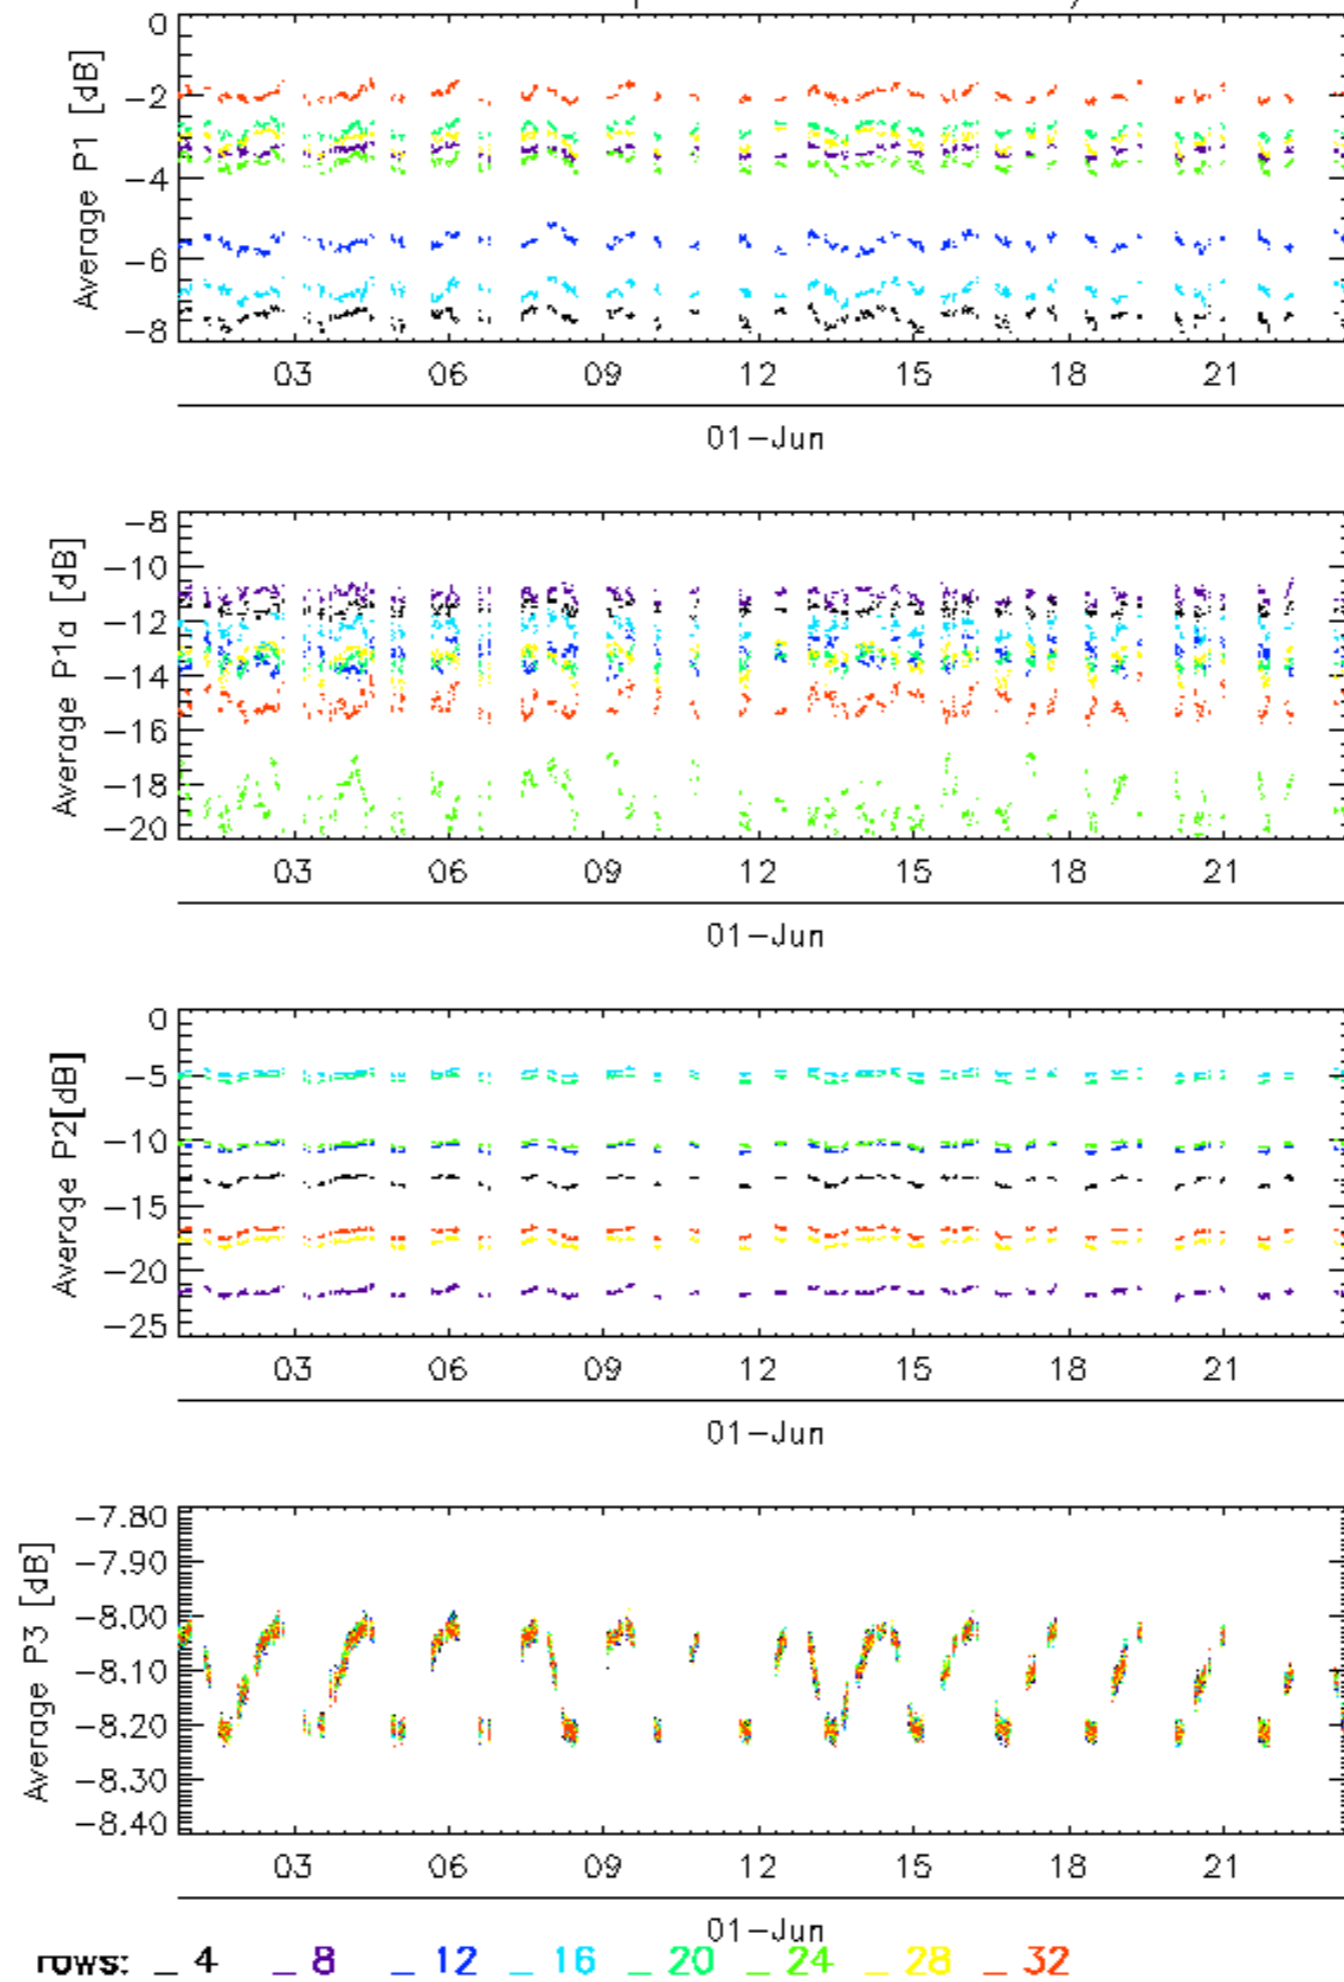 0
-2
-4
-6
-8
Average P1 [dB]
03 06 09 12 15 18 21
01-Jun
-8
-10
-12
-14
-16
-18
-20
Average P1a [dB]
03 06 09 12 15 18 21
01-Jun
0
-5
-10
-15
-20
-25
Average P2[dB]
03 06 09 12 15 18 21
01-Jun
-7.80
-7.90
-8.00
-8.10
-8.20
-8.30
-8.40
Average P3 [dB]
03 06 09 12 15 18 21
01-Jun
rows: _ 4 _ 8 _ 12 _ 16 _ 20 _ 24 _ 28 _ 32